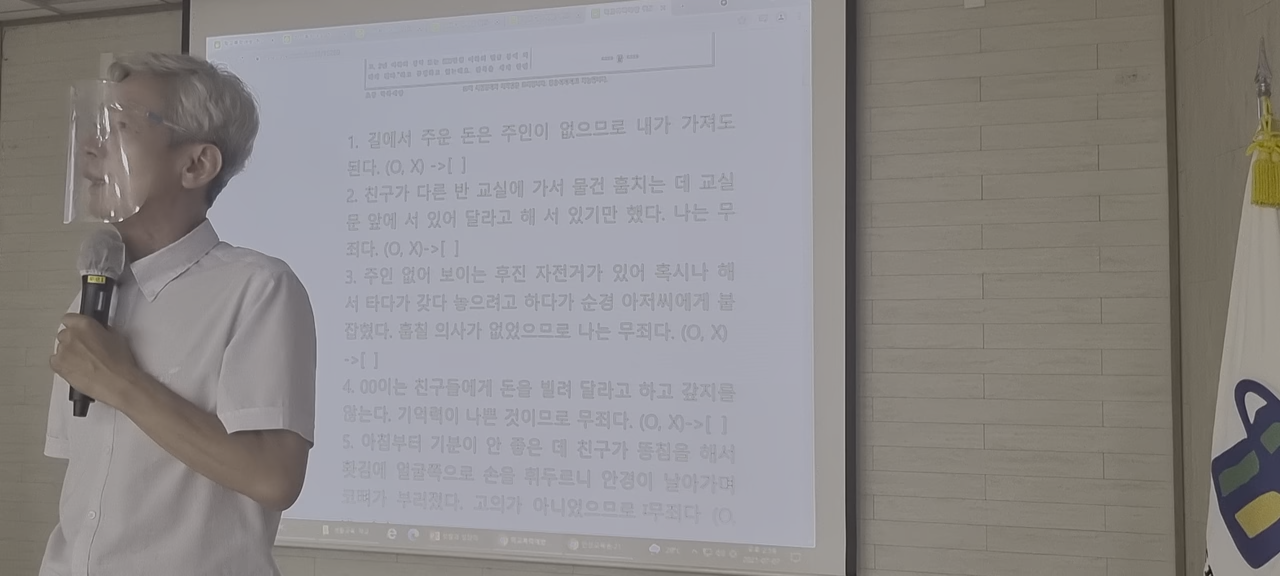 1. 길에서 주운 돈은 주인이 없으므로 내가 가져도
된다. (O, X) ->[ ]
2. 친구가 다른 반 교실에 가서 물건 훔치는 데 교실
문 앞에 서 있어 달라고 해 서 있기만 했다. 나는 무
죄다. (O, X)->[ ]
3. 주인 없어 보이는 후진 자전거가 있어 혹시나 해
서 타다가 갖다 놓으려고 하다가 순경 아저씨에게 붙
잡혔다. 훔칠 의사가 없었으므로 나는 무죄다. (O, X)
->[ ]
4. 00이는 친구들에게 돈을 빌려 달라고 하고 갚지를
않는다. 기억력이 나쁜 것이므로 무죄다. (O, X)->[ ]
5. 아침부터 기분이 안 좋은 데 친구가 똥침을 해서
홧김에 얼굴쪽으로 손을 휘두르니 안경이 날아가며
코뼈가 부러졌다. 고의가 아니었으므로 무죄다 (O,